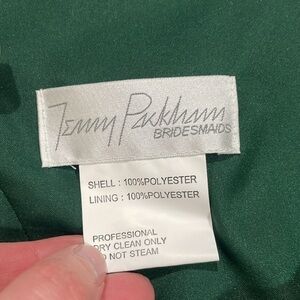 Jenny Packham
BRIDESMAIDS
SHELL : 100%POLYESTER
LINING : 100%POLYESTER
PROFESSIONAL
DRY CLEAN ONLY
DO NOT STEAM